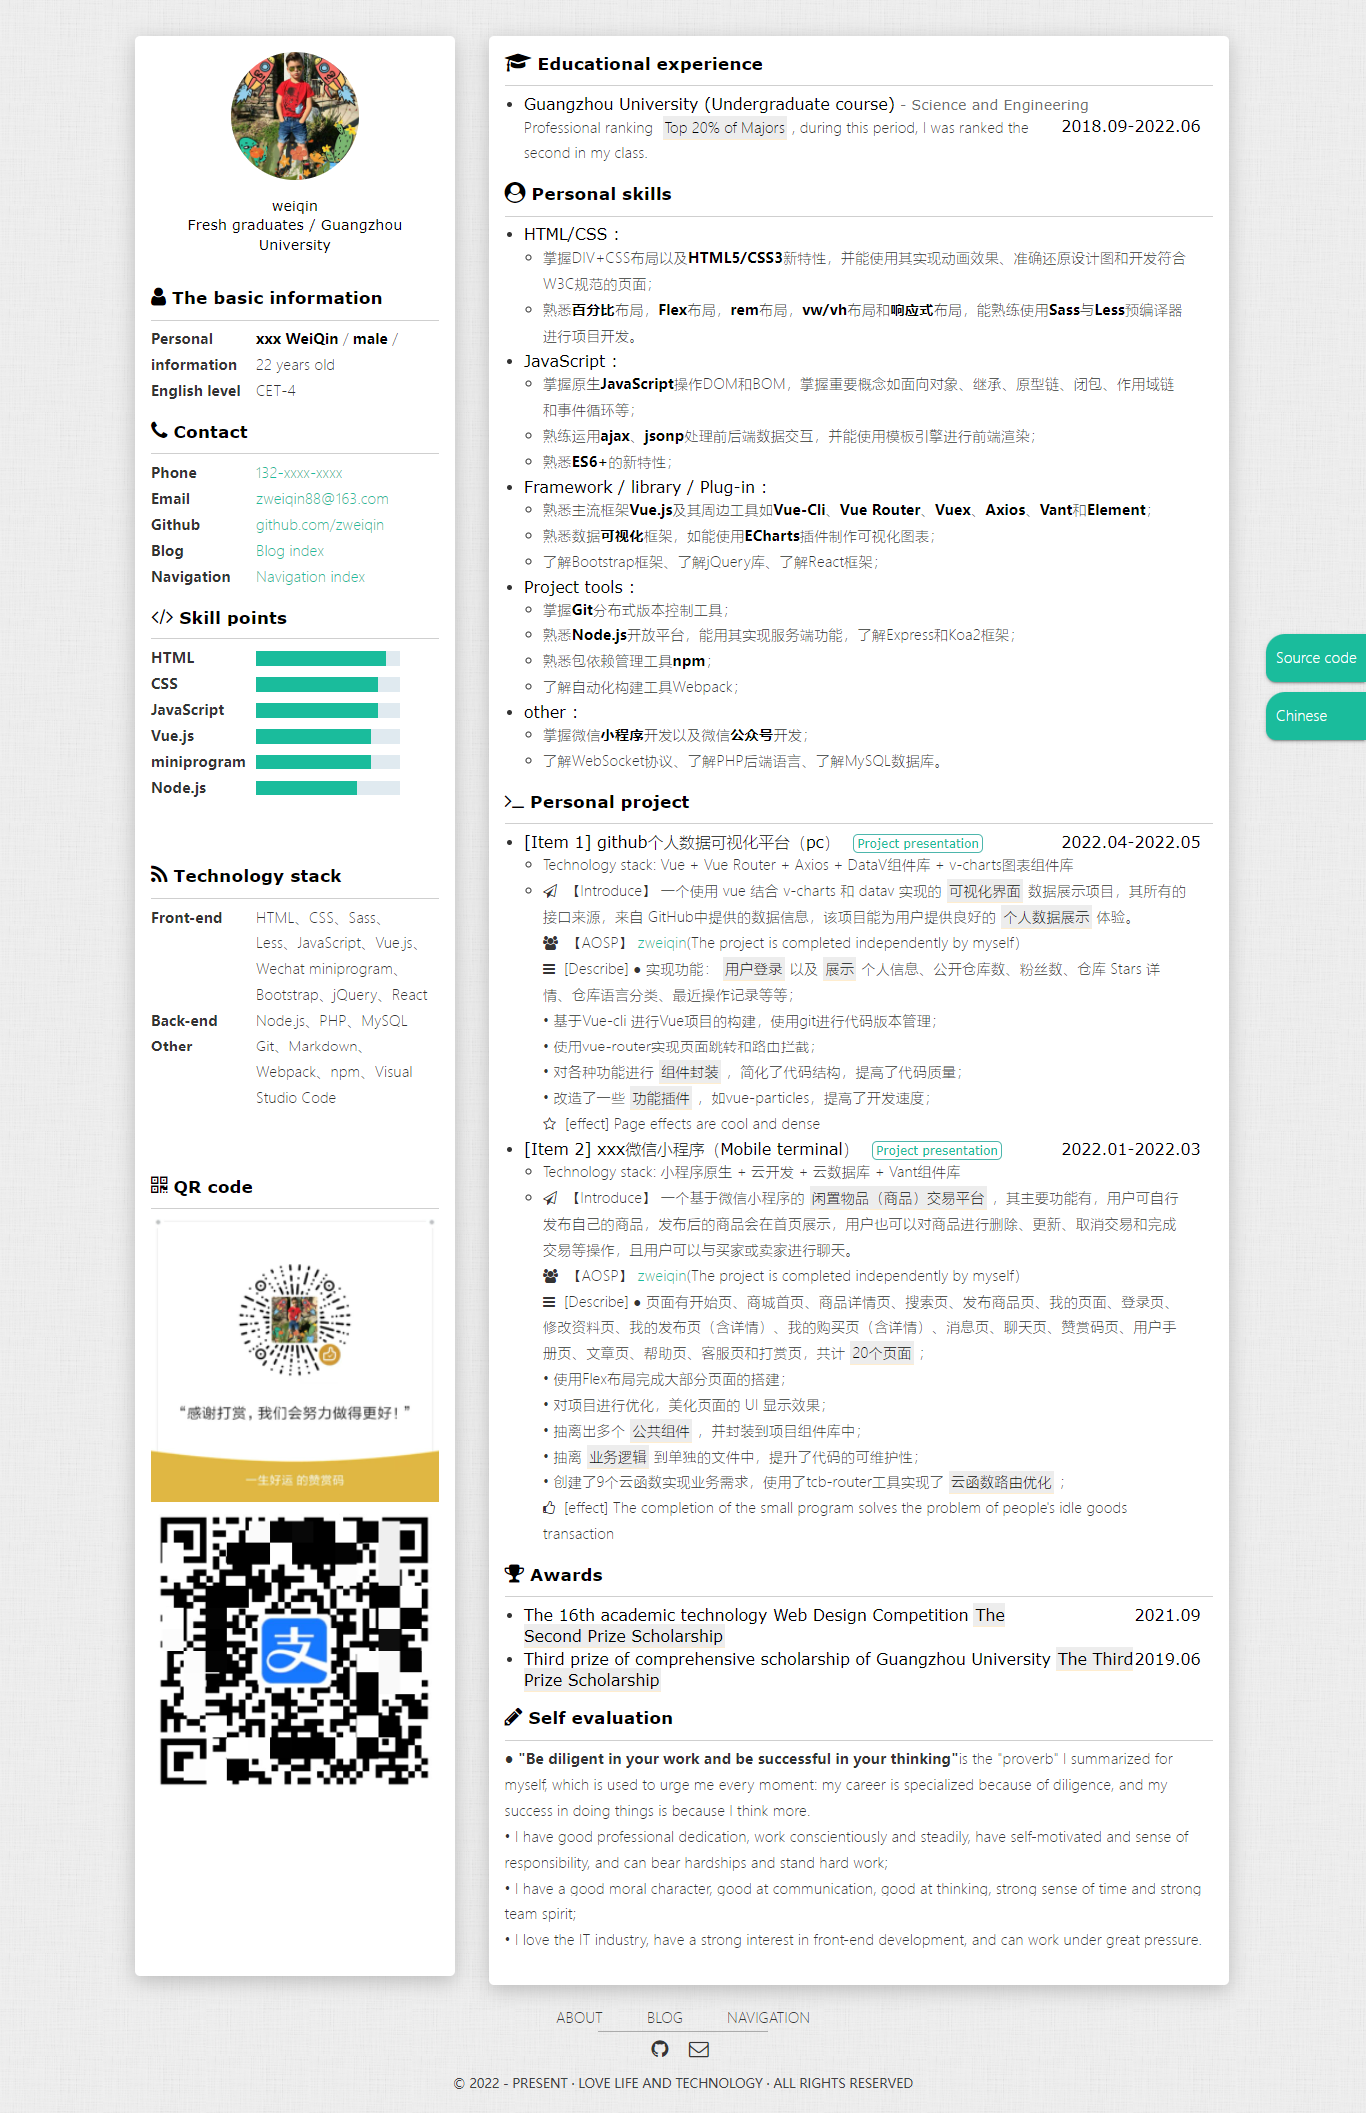 weiqin
Fresh graduates / Guangzhou
University
The basic information
Personal
information
xxx WeiQin / male /
22 years old
English level CET-4
Contact
Phone 132-xxxx-xxxx
Email zweiqin88@163.com
Github github.com/zweiqin
Blog Blog index
Navigation Navigation index
Skill points
HTML
CSS
JavaScript
Vue.js
miniprogram
Node.js
Technology stack
Front-end HTML、CSS、Sass、
Less、JavaScript、Vue.js、
Wechat miniprogram、
Bootstrap、jQuery、React
Back-end Node.js、PHP、MySQL
Other Git、Markdown、
Webpack、npm、Visual
Studio Code
QR code
“感谢打赏，我们会努力做得更好！”
一生好运 的赞赏码
支
Educational experience
• Guangzhou University (Undergraduate course) - Science and Engineering
Professional ranking Top 20% of Majors , during this period, I was ranked the 2018.09-2022.06
second in my class.
Personal skills
• HTML/CSS：
掌握DIV+CSS布局以及HTML5/CSS3新特性，并能使用其实现动画效果、准确还原设计图和开发符合
W3C规范的页面；
熟悉百分比布局，Flex布局，rem布局，vw/vh布局和响应式布局，能熟练使用Sass与Less预编译器
进行项目开发。
• JavaScript：
掌握原生JavaScript操作DOM和BOM，掌握重要概念如面向对象、继承、原型链、闭包、作用域链
和事件循环等；
熟练运用ajax、jsonp处理前后端数据交互，并能使用模板引擎进行前端渲染；
熟悉ES6+的新特性；
• Framework / library / Plug-in：
熟悉主流框架Vue.js及其周边工具如Vue-Cli、Vue Router、Vuex、Axios、Vant和Element；
熟悉数据可视化框架，如能使用ECharts插件制作可视化图表；
了解Bootstrap框架、了解jQuery库、了解React框架；
• Project tools：
掌握Git分布式版本控制工具；
熟悉Node.js开放平台，能用其实现服务端功能，了解Express和Koa2框架；
熟悉包依赖管理工具npm；
了解自动化构建工具Webpack；
• other：
掌握微信小程序开发以及微信公众号开发；
了解WebSocket协议、了解PHP后端语言、了解MySQL数据库。
Personal project
• [Item 1] github个人数据可视化平台（pc） Project presentation 2022.04-2022.05
Technology stack: Vue + Vue Router + Axios + DataV组件库 + v-charts图表组件库
【Introduce】 一个使用 vue 结合 v-charts 和 datav 实现的 可视化界面 数据展示项目，其所有的
接口来源，来自 GitHub中提供的数据信息，该项目能为用户提供良好的 个人数据展示 体验。
【AOSP】 zweiqin(The project is completed independently by myself)
[Describe] ● 实现功能： 用户登录 以及 展示 个人信息、公开仓库数、粉丝数、仓库 Stars 详
情、仓库语言分类、最近操作记录等等；
• 基于Vue-cli 进行Vue项目的构建，使用git进行代码版本管理；
• 使用vue-router实现页面跳转和路由拦截；
• 对各种功能进行 组件封装 ，简化了代码结构，提高了代码质量；
• 改造了一些 功能插件 ，如vue-particles，提高了开发速度；
[effect] Page effects are cool and dense
• [Item 2] xxx微信小程序（Mobile terminal） Project presentation 2022.01-2022.03
Technology stack: 小程序原生 + 云开发 + 云数据库 + Vant组件库
【Introduce】 一个基于微信小程序的 闲置物品（商品）交易平台 ，其主要功能有，用户可自行
发布自己的商品，发布后的商品会在首页展示，用户也可以对商品进行删除、更新、取消交易和完成
交易等操作，且用户可以与买家或卖家进行聊天。
【AOSP】 zweiqin(The project is completed independently by myself)
[Describe] ● 页面有开始页、商城首页、商品详情页、搜索页、发布商品页、我的页面、登录页、
修改资料页、我的发布页（含详情）、我的购买页（含详情）、消息页、聊天页、赞赏码页、用户手
册页、文章页、帮助页、客服页和打赏页，共计 20个页面 ；
• 使用Flex布局完成大部分页面的搭建；
• 对项目进行优化，美化页面的 UI 显示效果；
• 抽离出多个 公共组件 ，并封装到项目组件库中；
• 抽离 业务逻辑 到单独的文件中，提升了代码的可维护性；
• 创建了9个云函数实现业务需求，使用了tcb-router工具实现了 云函数路由优化 ；
[effect] The completion of the small program solves the problem of people's idle goods
transaction
Awards
• The 16th academic technology Web Design Competition The 2021.09
Second Prize Scholarship
• Third prize of comprehensive scholarship of Guangzhou University The Third 2019.06
Prize Scholarship
Self evaluation
● "Be diligent in your work and be successful in your thinking"is the "proverb" I summarized for
myself, which is used to urge me every moment: my career is specialized because of diligence, and my
success in doing things is because I think more.
• I have good professional dedication, work conscientiously and steadily, have self-motivated and sense of
responsibility, and can bear hardships and stand hard work;
• I have a good moral character, good at communication, good at thinking, strong sense of time and strong
team spirit;
• I love the IT industry, have a strong interest in front-end development, and can work under great pressure.
Source code
Chinese
ABOUT BLOG NAVIGATION
© 2022 - PRESENT · LOVE LIFE AND TECHNOLOGY · ALL RIGHTS RESERVED